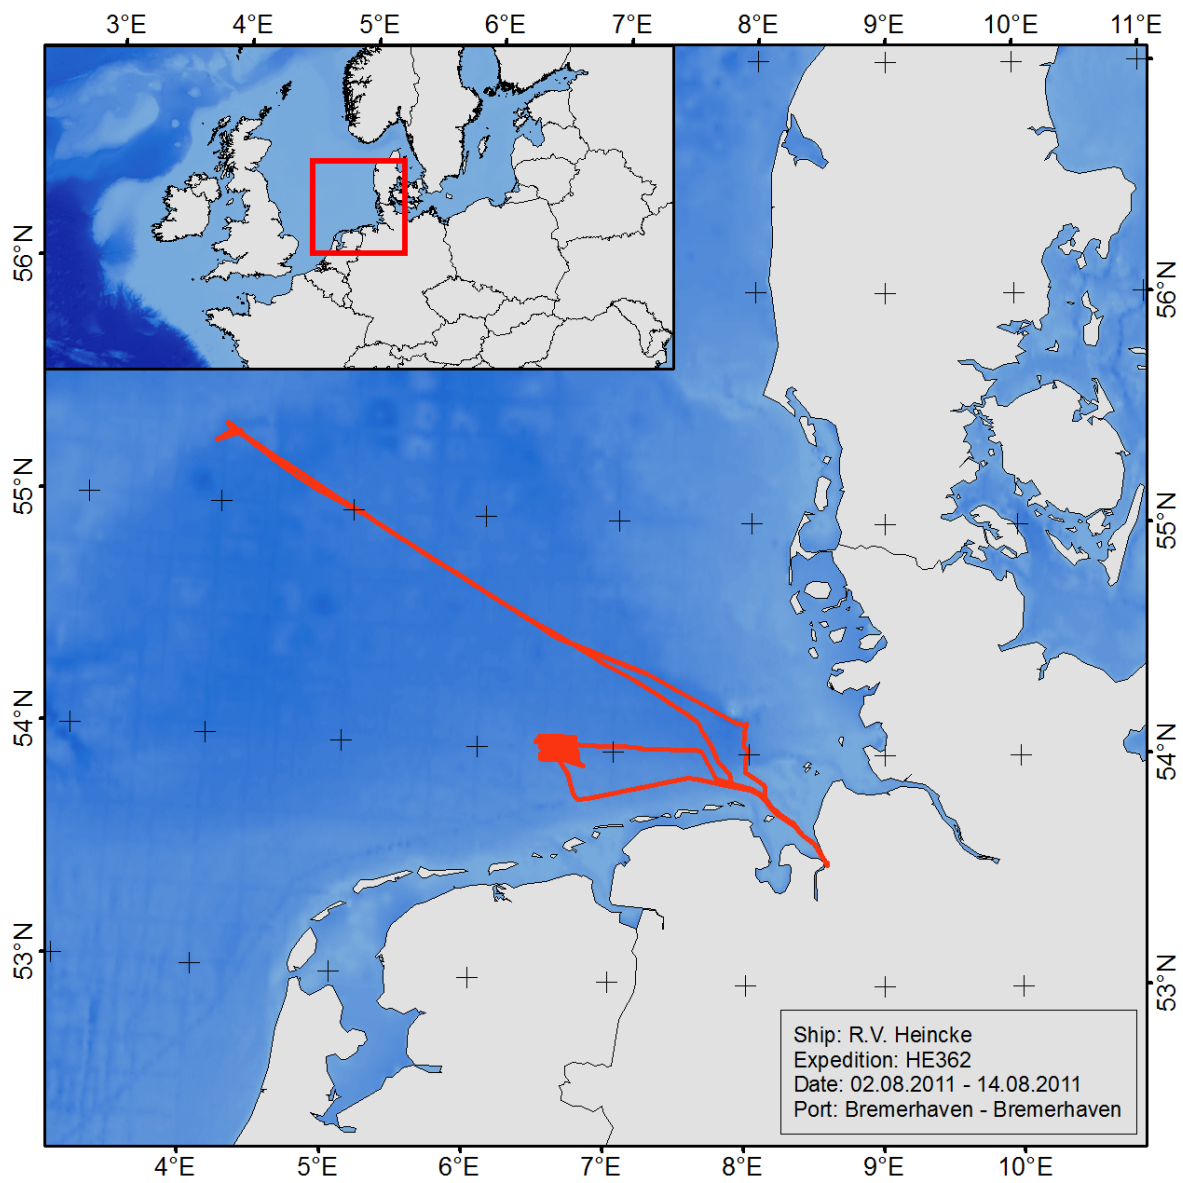 3°E 4°E 5°E 6°E 7°E 8°E 9°E 10°E 11°E
56°N
56°N
55°N
55°N
54°N
54°N
53°N
53°N
Ship: R.V. Heincke
Expedition: HE362
Date: 02.08.2011 - 14.08.2011
Port: Bremerhaven - Bremerhaven
4°E 5°E 6°E 7°E 8°E 9°E 10°E